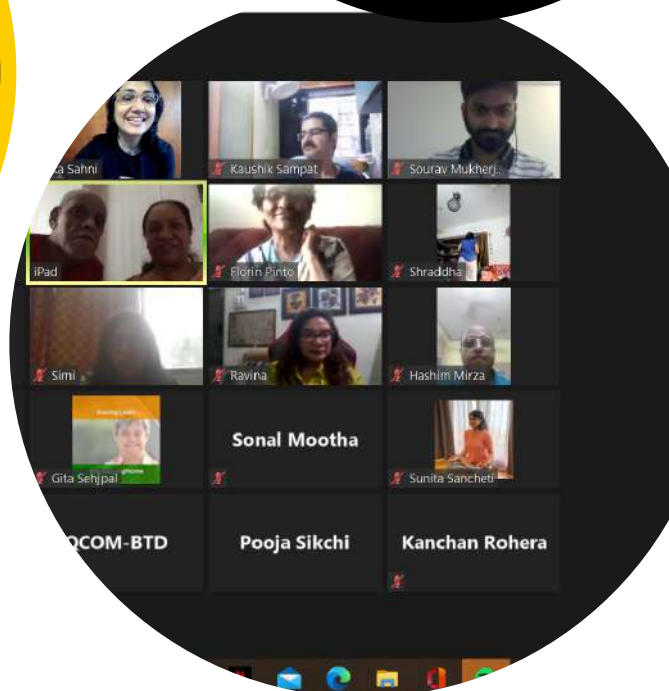 ka Sahni
Kaushik Sampat
Sourav Mukherj...
iPad
Florin Pinto
Shraddha
Simi
Ravina
Hashim Mirza
Gita Sehjpal
Sonal Mootha
Sunita Sancheti
QCOM-BTD
Pooja Sikchi
Kanchan Rohera